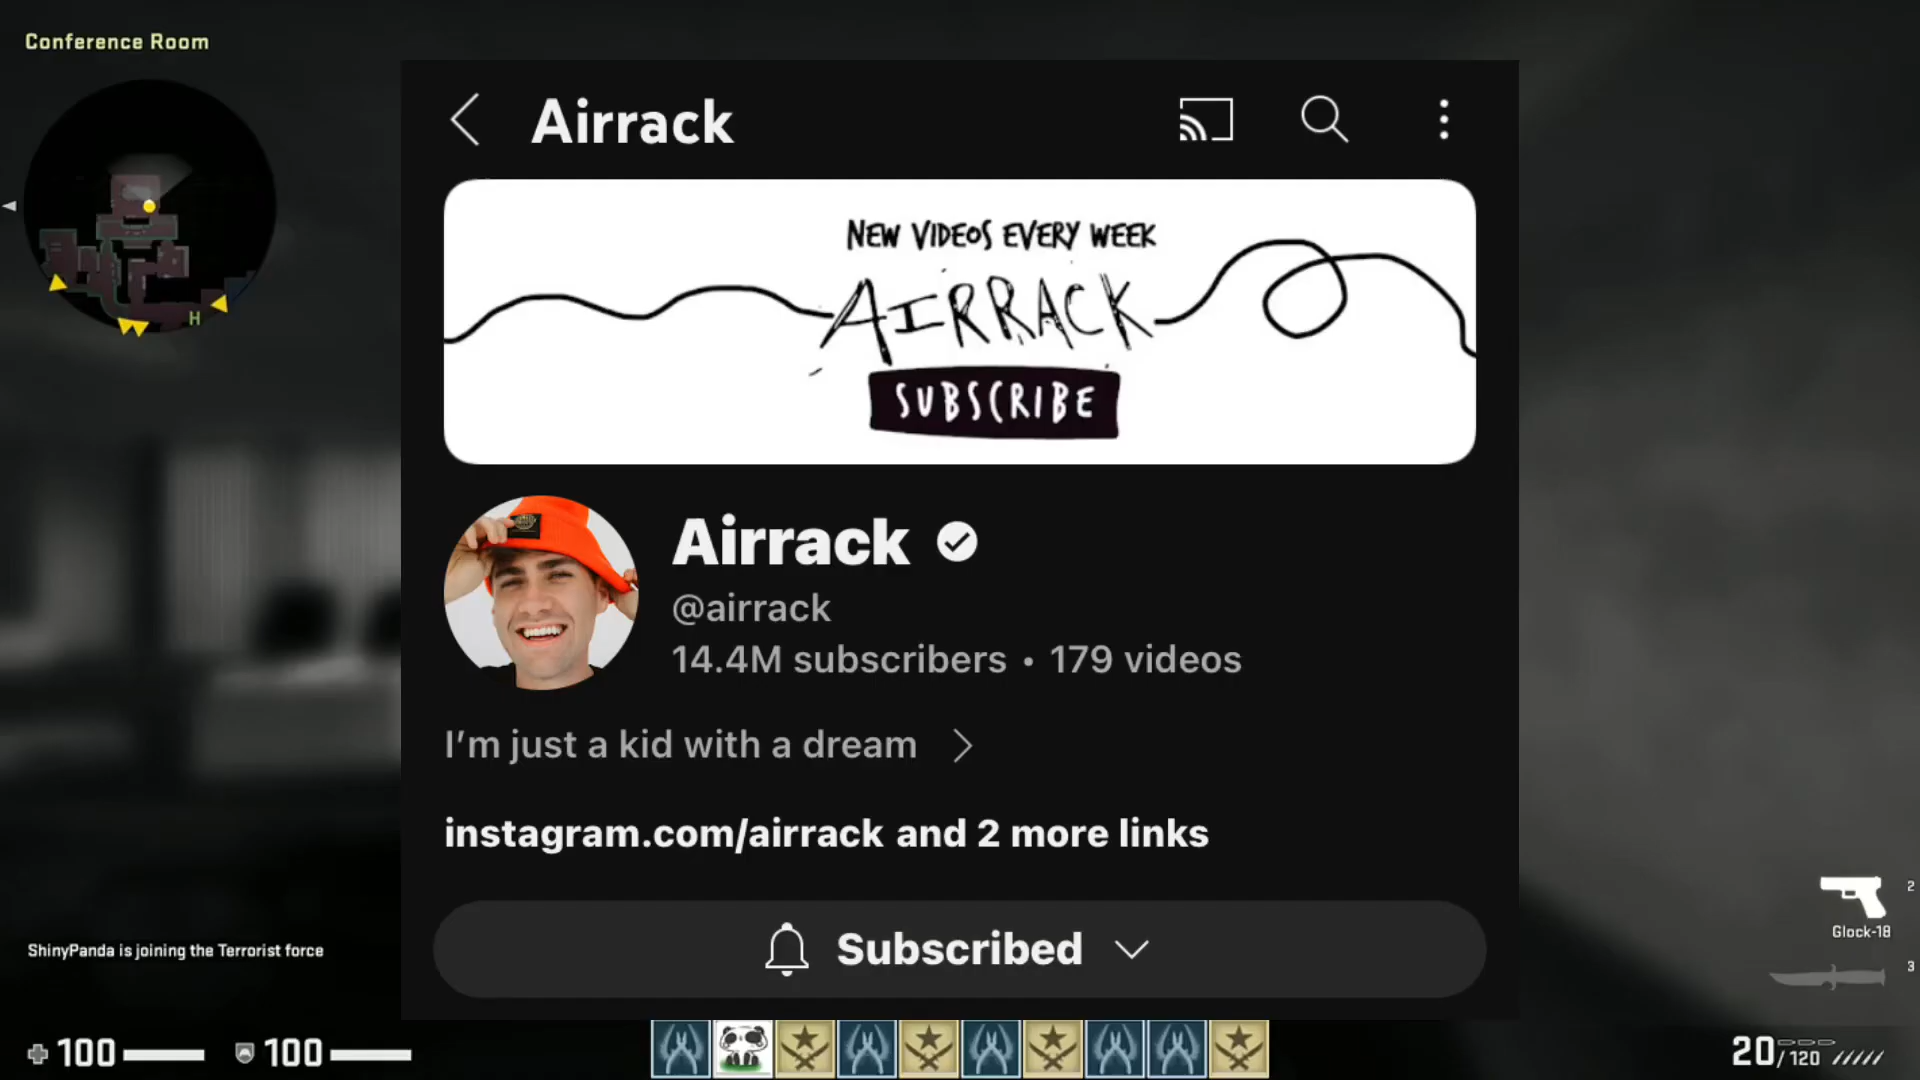 Conference Room
Airrack
NEW VIDEOS EVERY WEEK
AIRRACK
SUBSCRIBE
Airrack
@airrack
14.4M subscribers • 179 videos
I'm just a kid with a dream
instagram.com/airrack and 2 more links
Subscribed
H
2
Glock-18
3
ShinyPanda is joining the Terrorist force
100
100
20/120